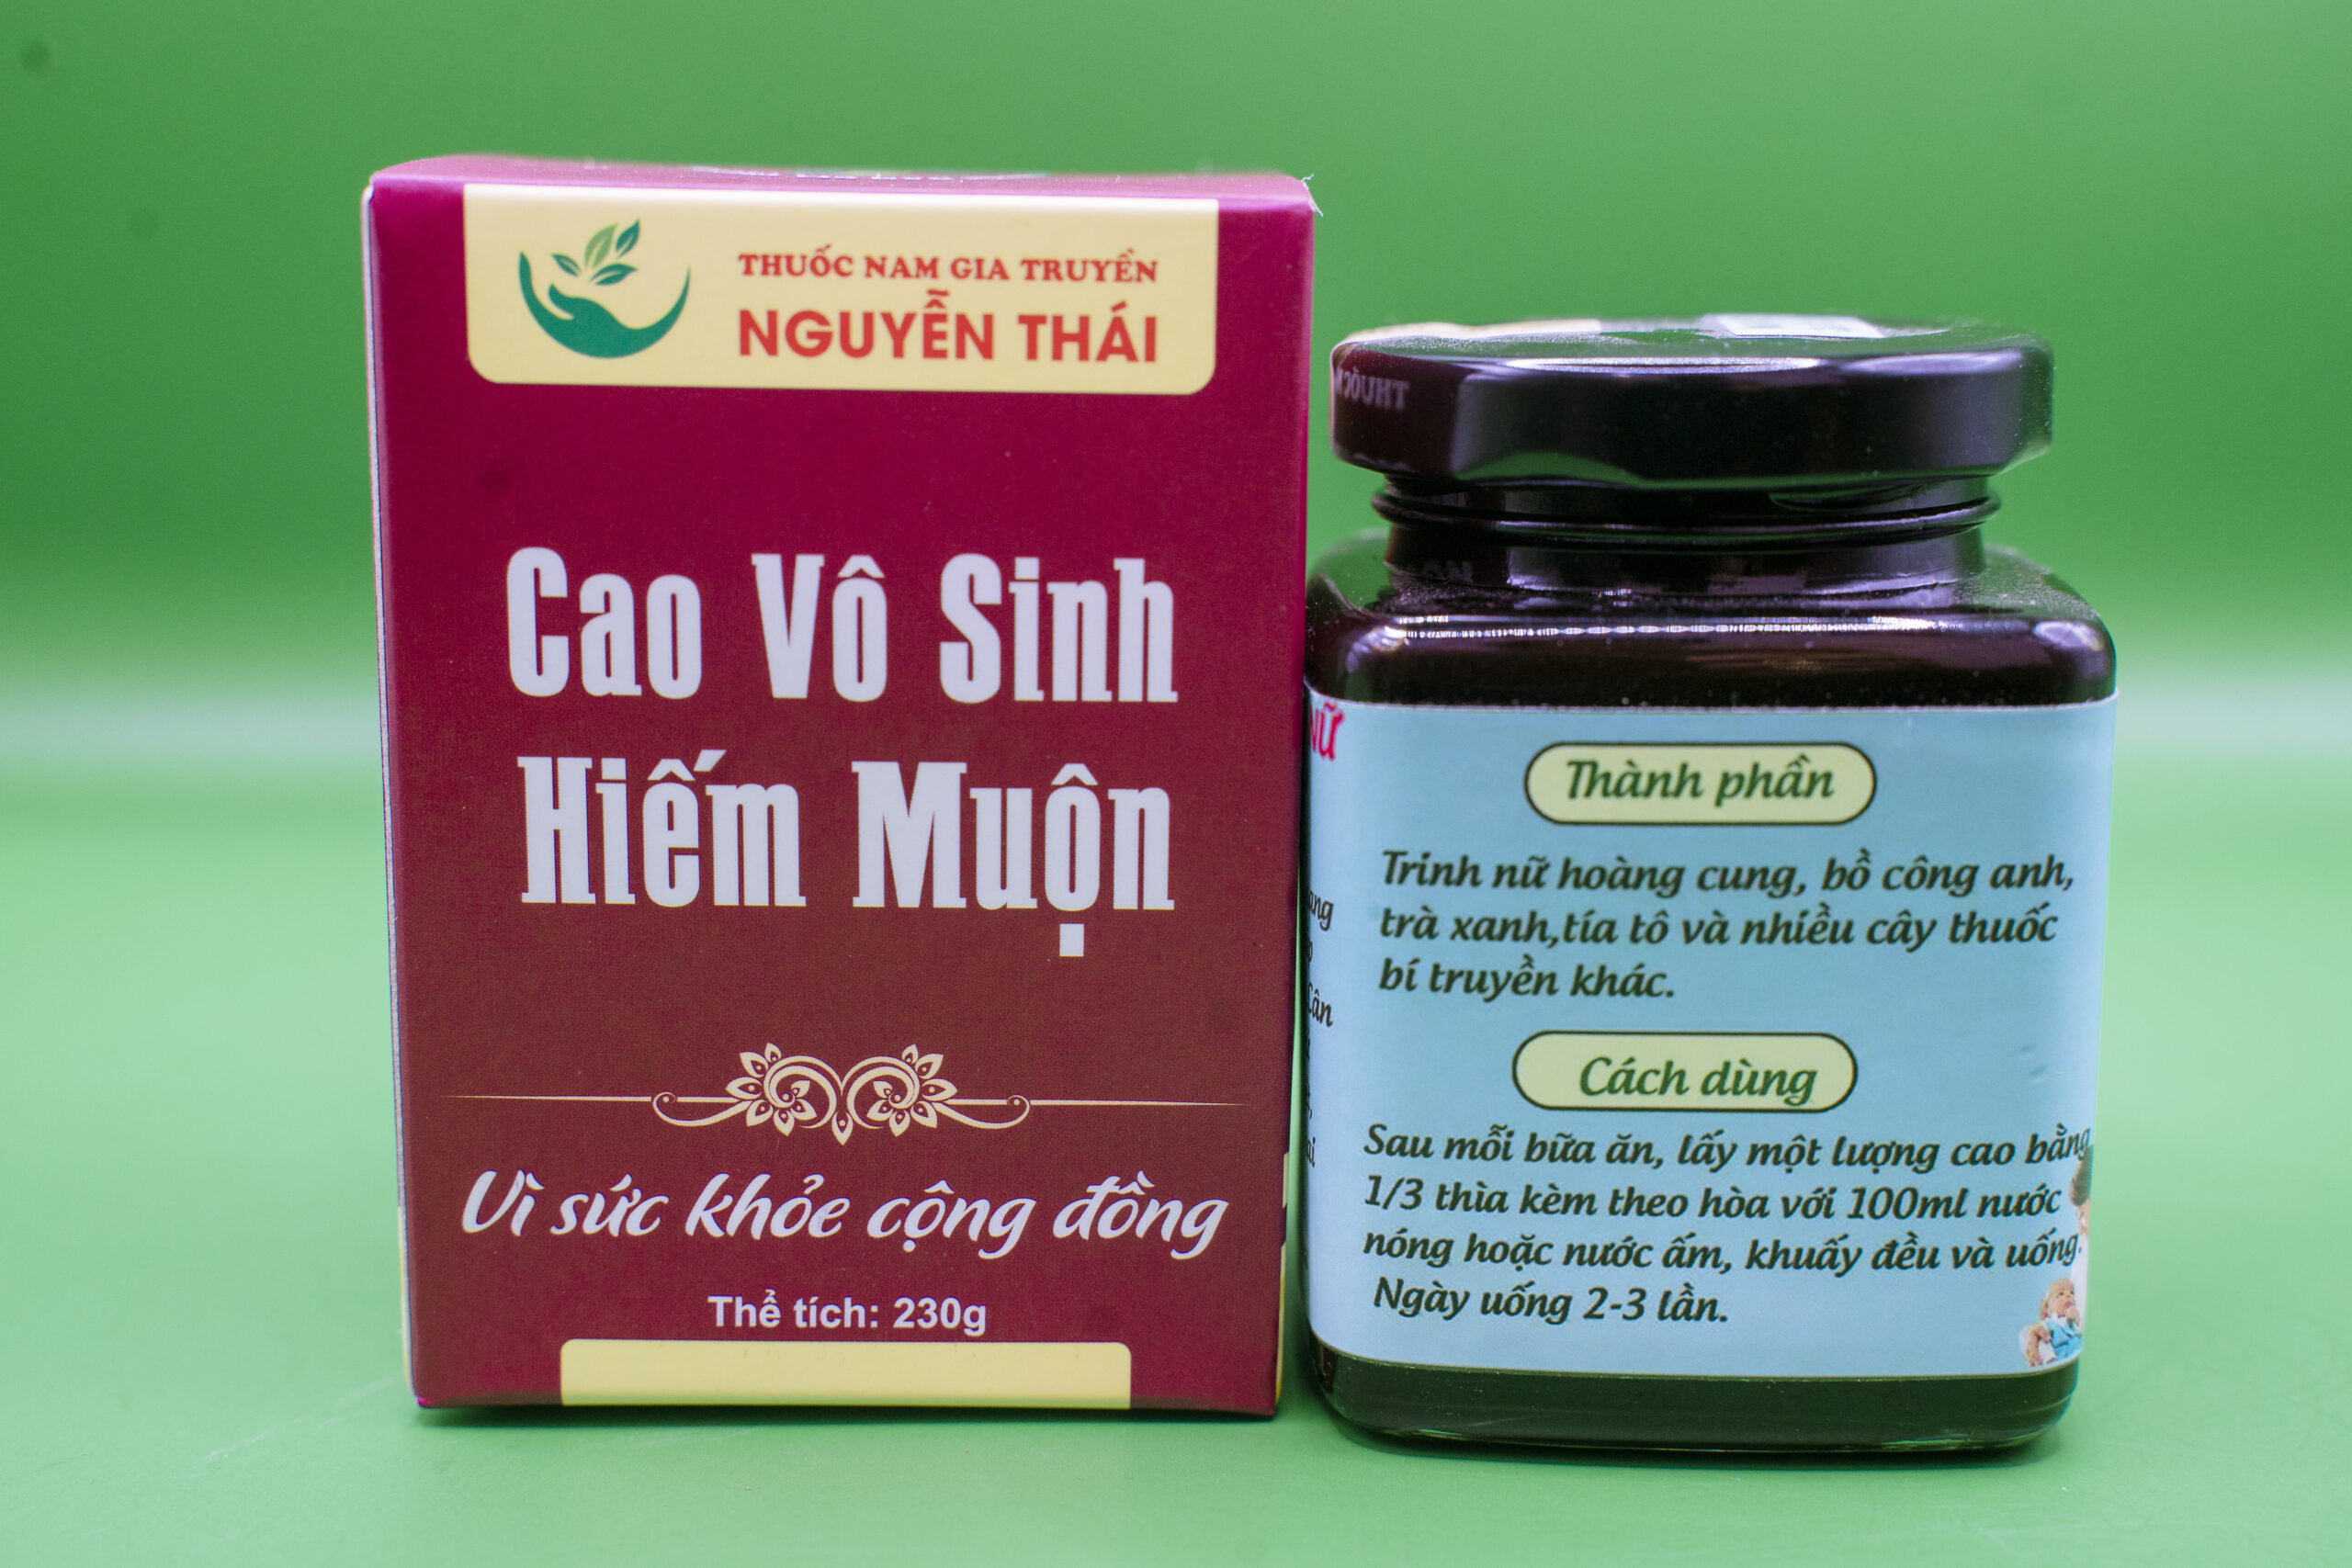 THUỐC NAM GIA TRUYỀN
NGUYỄN THÁI
Cao Vô Sinh
Hiếm Muộn
Vì sức khỏe cộng đồng
Thể tích: 230g
Thành phần
Trinh nữ hoàng cung, bồ công anh,
trà xanh,tía tô và nhiều cây thuốc
bí truyền khác.
Cách dùng
Sau mỗi bữa ăn, lấy một lượng cao bằng
1/3 thìa kèm theo hòa với 100ml nước
nóng hoặc nước ấm, khuấy đều và uống.
Ngày uống 2-3 lần.